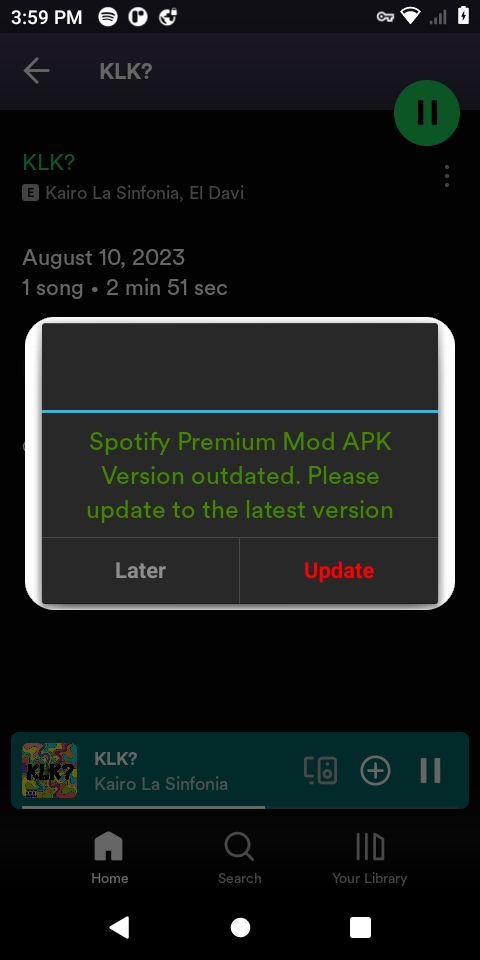 3:59 PM
KLK?
KLK?
E Kairo La Sinfonia, El Davi
August 10, 2023
1 song • 2 min 51 sec
Spotify Premium Mod APK
Version outdated. Please
update to the latest version
Later
Update
KLK?
KLK?
Kairo La Sinfonia
Home
Search
Your Library